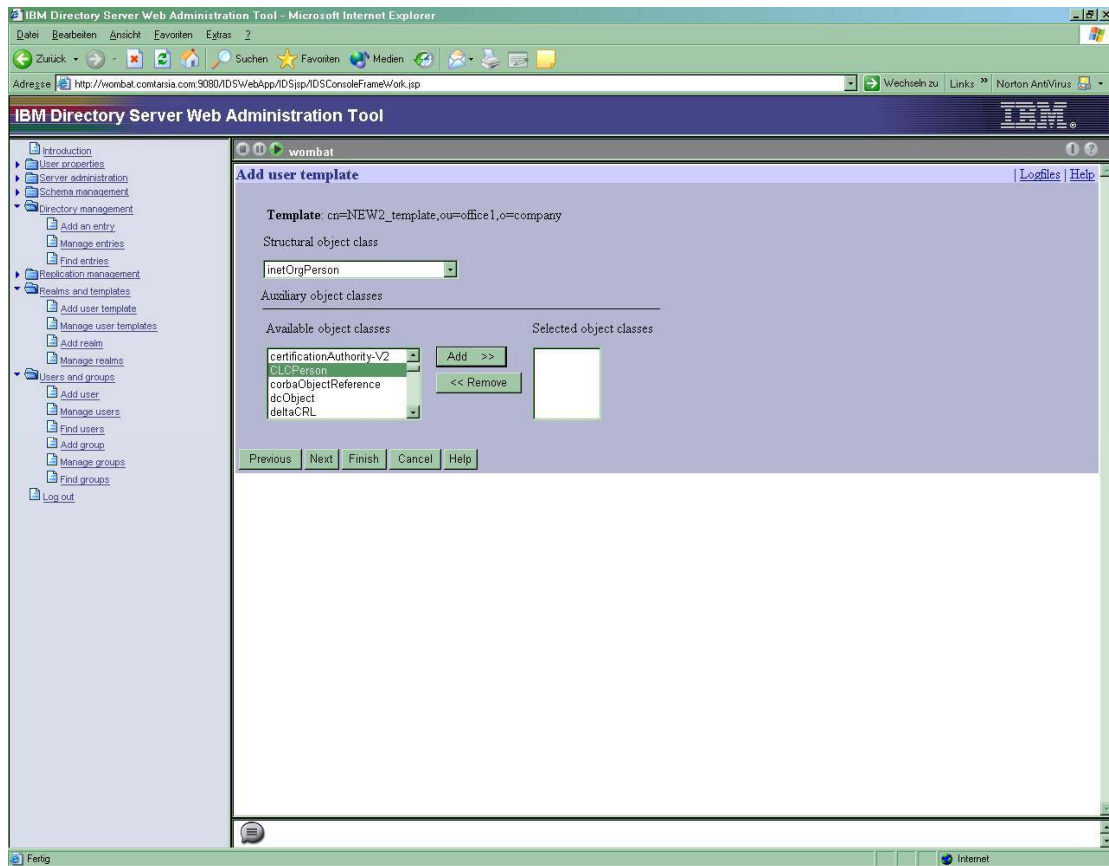 IBM Directory Server Web Administration Tool - Microsoft Internet Explorer
Datei Bearbeiten Ansicht Favoriten Extras ?
Zurück Suchen Favoriten Medien
Adresse http://wombat.comtarsia.com:9080/IDSWebApp/IDSjsp/IDSConsoleFrameWork.jsp Wechseln zu Links » Norton AntiVirus
IBM Directory Server Web Administration Tool
IBM
Introduction
User properties
Server administration
Schema management
Directory management
Add an entry
Manage entries
Find entries
Replication management
Realms and templates
Add user template
Manage user templates
Add realm
Manage realms
Users and groups
Add user
Manage users
Find users
Add group
Manage groups
Find groups
Log out
wombat
Add user template | Logfiles | Help
Template: cn=NEW2_template,ou=office1,o=company
Structural object class
inetOrgPerson
Auxiliary object classes
Available object classes Selected object classes
certificationAuthority-V2
CLCPerson
corbaObjectReference
dcObject
deltaCRL
Add >>
<< Remove
Previous Next Finish Cancel Help
Fertig Internet